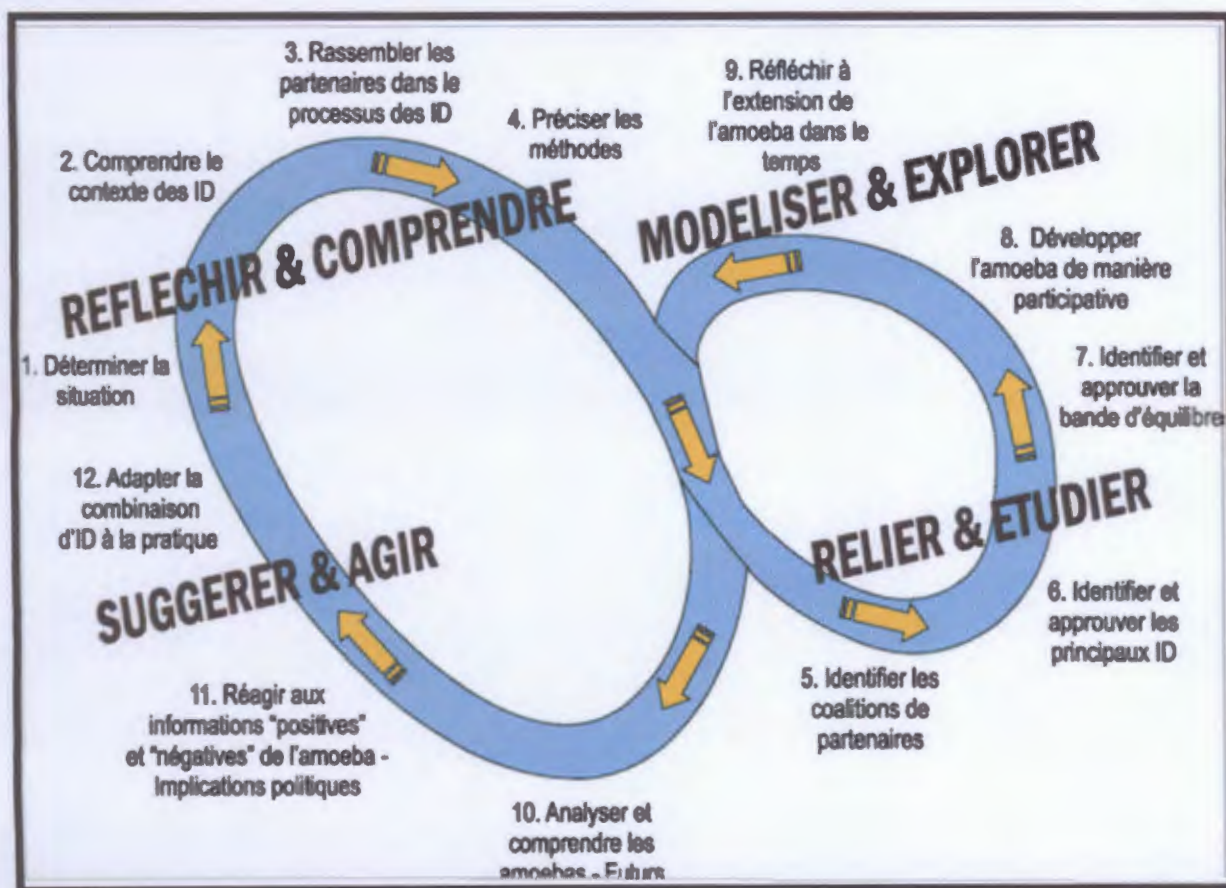 3. Rassembler les
partenaires dans le
processus des ID
4. Préciser les
méthodes
9. Réfléchir à
l'extension de
l'amoeba dans le
temps
2. Comprendre le
contexte des ID
REFLECHIR & COMPRENDRE
MODELISER & EXPLORER
8. Développer
l'amoeba de manière
participative
1. Déterminer la
situation
7. Identifier et
approuver la
bande d'équilibre
12. Adapter la
combinaison
d'ID à la pratique
SUGGERER & AGIR
RELIER & ETUDIER
6. Identifier et
approuver les
principaux ID
5. Identifier les
coalitions de
partenaires
11. Réagir aux
informations "positives"
et "négatives" de l'amoeba -
Implications politiques
10. Analyser et
comprendre les
amoebas - Futurs